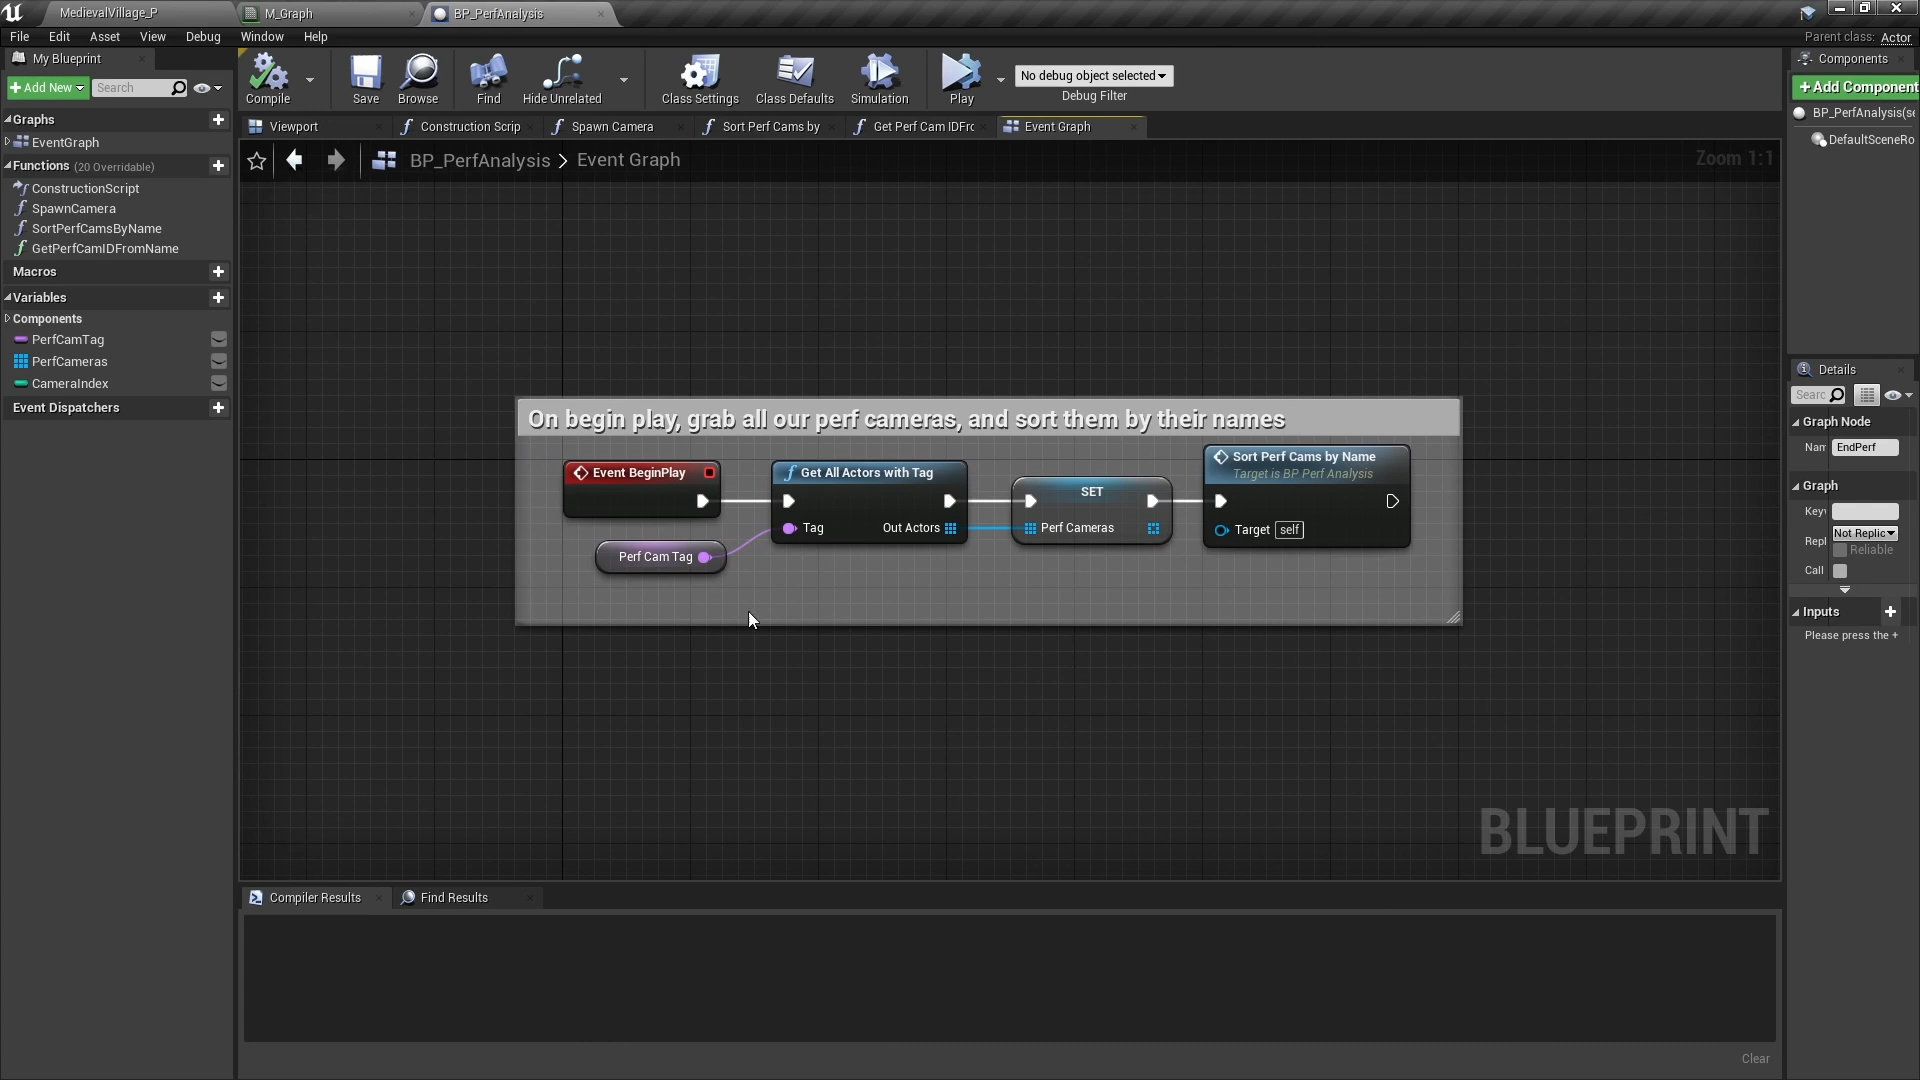 MedievalVillage_P
M_Graph
BP_PerfAnalysis
File Edit Asset View Debug Window Help
Parent class: Actor
My Blueprint
Add New
Search
Graphs
EventGraph
Functions (20 Overridable)
ConstructionScript
SpawnCamera
SortPerfCamsByName
GetPerfCamIDFromName
Macros
Variables
Components
PerfCamTag
PerfCameras
CameraIndex
Event Dispatchers
Compile
Save
Browse
Find
Hide Unrelated
Class Settings
Class Defaults
Simulation
Play
No debug object selected
Debug Filter
Viewport
Construction Scrip
Spawn Camera
Sort Perf Cams by
Get Perf Cam IDFrc
Event Graph
BP_PerfAnalysis > Event Graph
Zoom 1:1
On begin play, grab all our perf cameras, and sort them by their names
Event BeginPlay
Perf Cam Tag
Get All Actors with Tag
Tag
Out Actors
SET
Perf Cameras
Sort Perf Cams by Name
Target is BP Perf Analysis
Target self
BLUEPRINT
Compiler Results
Find Results
Clear
Components
+Add Component
BP_PerfAnalysis(se
DefaultSceneRo
Details
Searc
Graph Node
Nam EndPerf
Graph
Keyw
Repl Not Replic
Reliable
Call
Inputs
Please press the +